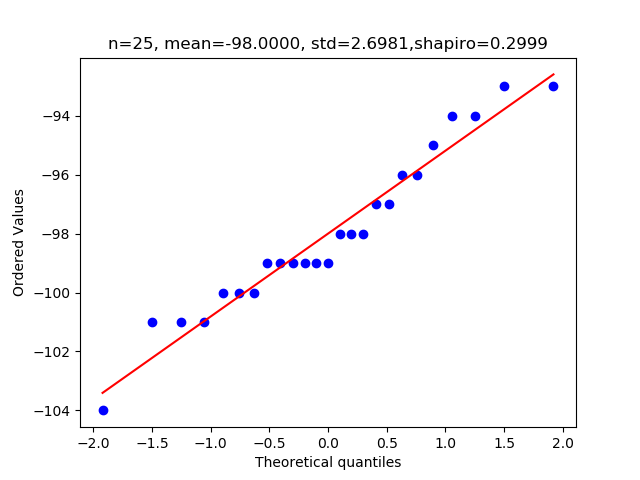 n=25, mean=-98.0000, std=2.6981,shapiro=0.2999
Ordered Values
−94
−96
−98
−100
−102
−104
−2.0 −1.5 −1.0 −0.5 0.0 0.5 1.0 1.5 2.0
Theoretical quantiles